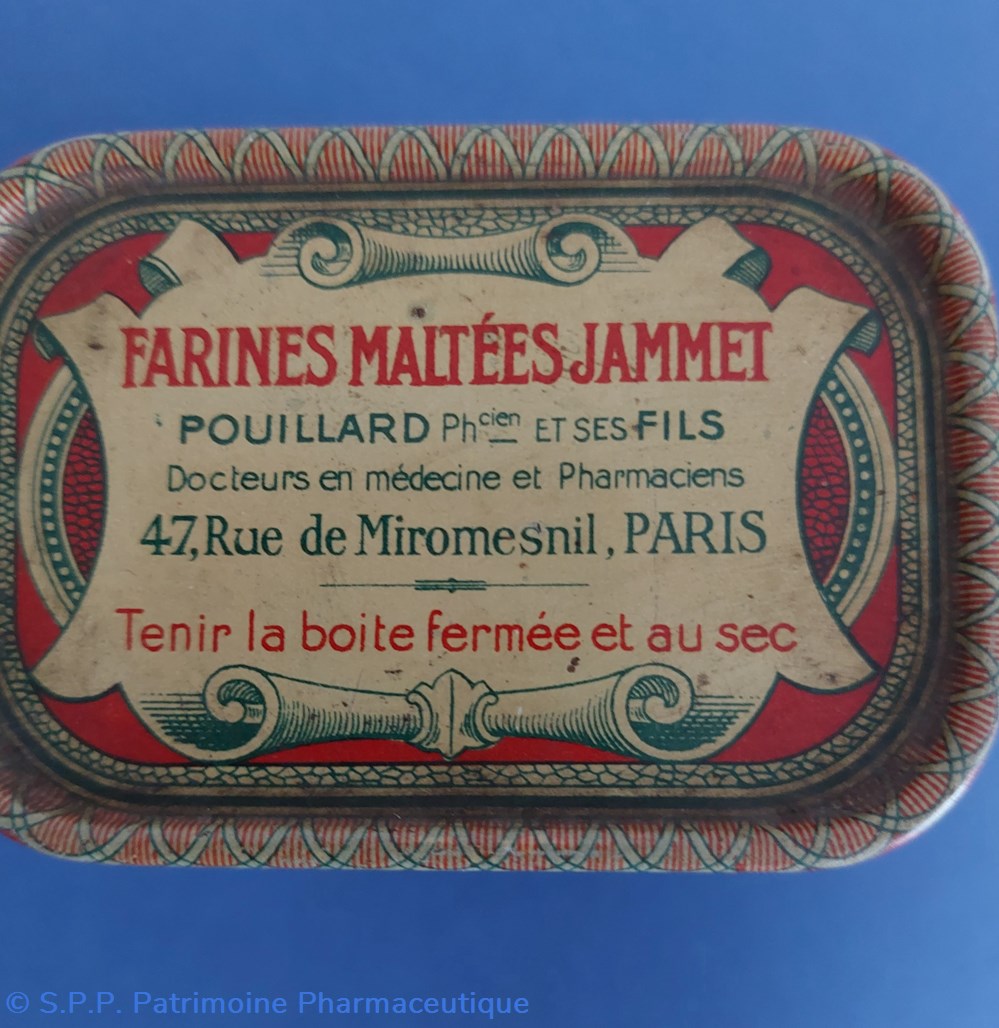 FARINES MALTÉES JAMMET
POUILLARD Phcien ET SES FILS
Docteurs en médecine et Pharmaciens
47, Rue de Miromesnil, PARIS
Tenir la boite fermée et au sec
© S.P.P. Patrimoine Pharmaceutique